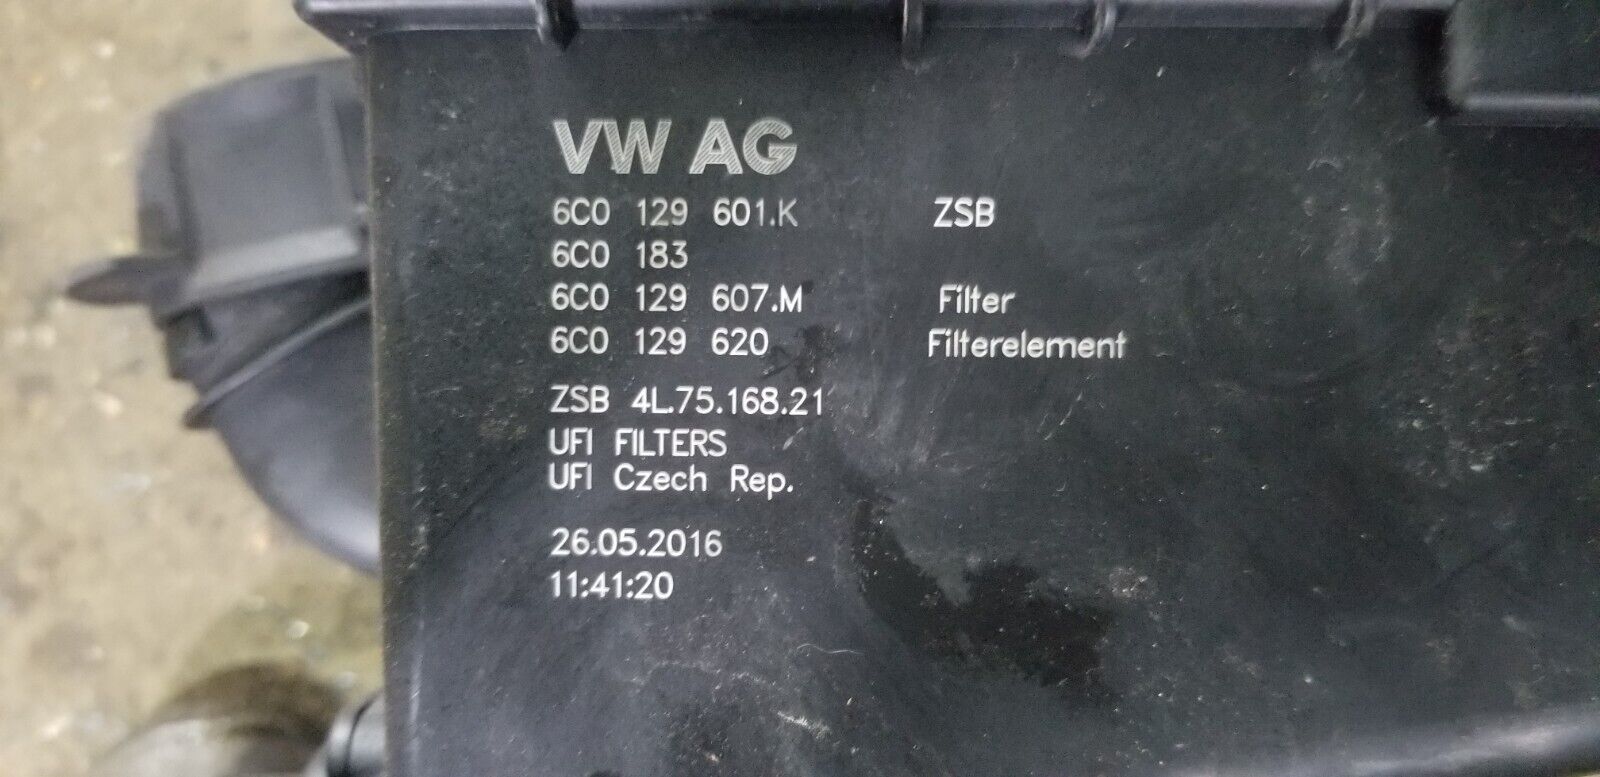 VW AG
6C0 129 601.K ZSB
6C0 183
6C0 129 607.M Filter
6C0 129 620 Filterelement
ZSB 4L.75.168.21
UFI FILTERS
UFI Czech Rep.
26.05.2016
11:41:20